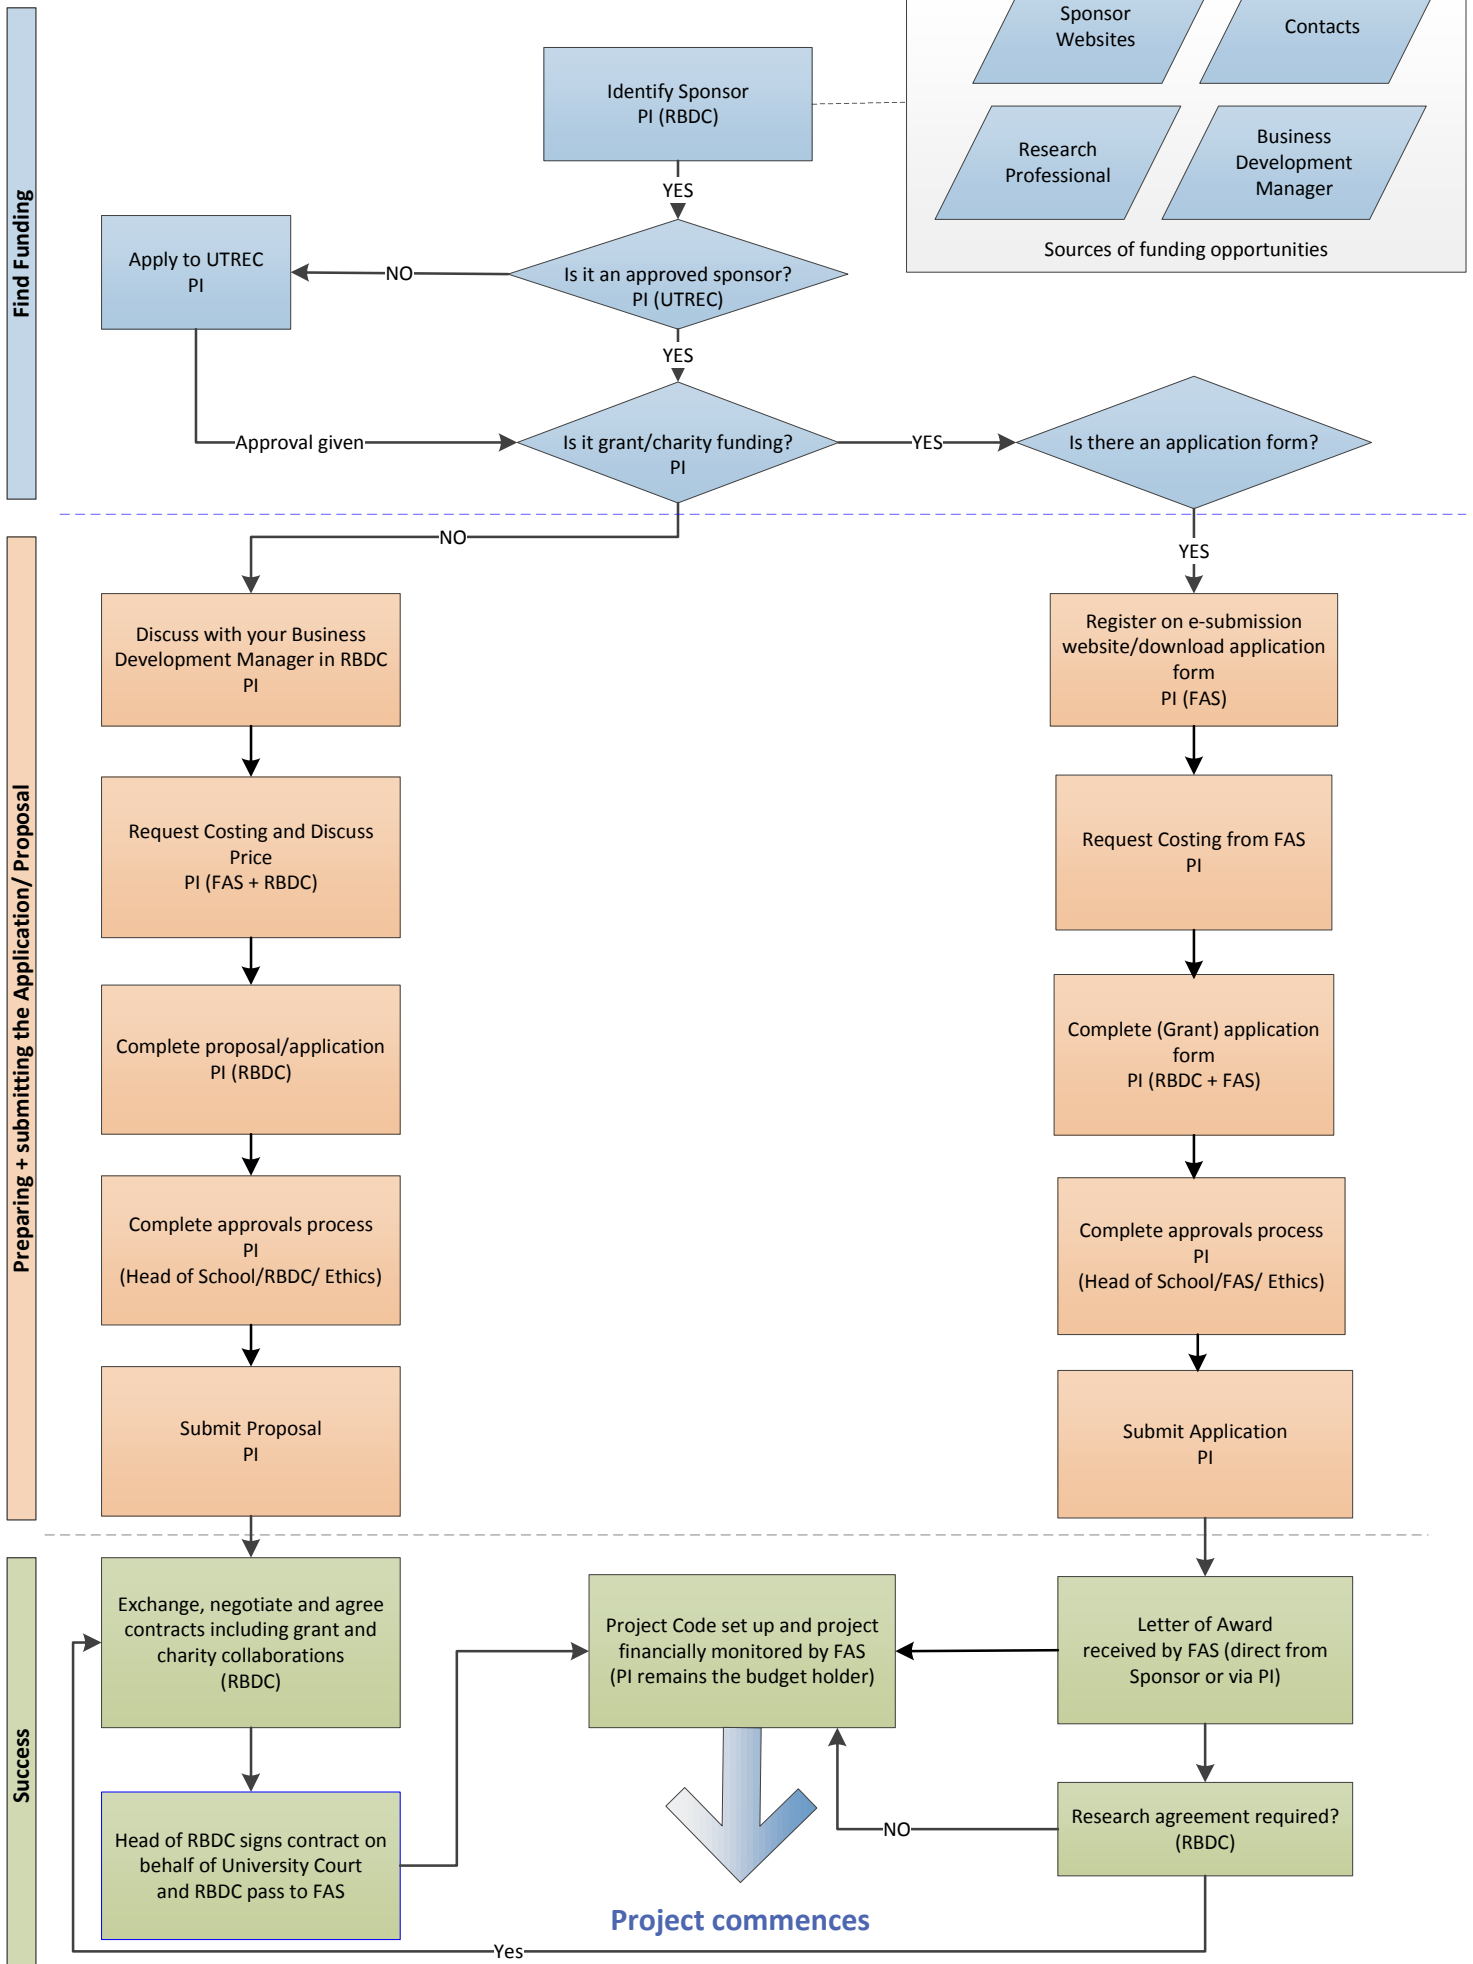 Find Funding
Sponsor
Websites
Contacts
Identify Sponsor
PI (RBDC)
Research
Professional
Business
Development
Manager
Sources of funding opportunities
YES
Apply to UTREC
PI
NO
Is it an approved sponsor?
PI (UTREC)
YES
Approval given
Is it grant/charity funding?
PI
YES
Is there an application form?
Preparing + submitting the Application/ Proposal
NO
YES
Discuss with your Business
Development Manager in RBDC
PI
Register on e-submission
website/download application
form
PI (FAS)
Request Costing and Discuss
Price
PI (FAS + RBDC)
Request Costing from FAS
PI
Complete proposal/application
PI (RBDC)
Complete (Grant) application
form
PI (RBDC + FAS)
Complete approvals process
PI
(Head of School/RBDC/ Ethics)
Complete approvals process
PI
(Head of School/FAS/ Ethics)
Submit Proposal
PI
Submit Application
PI
Success
Exchange, negotiate and agree
contracts including grant and
charity collaborations
(RBDC)
Project Code set up and project
financially monitored by FAS
(PI remains the budget holder)
Letter of Award
received by FAS (direct from
Sponsor or via PI)
Head of RBDC signs contract on
behalf of University Court
and RBDC pass to FAS
NO
Research agreement required?
(RBDC)
Project commences
Yes